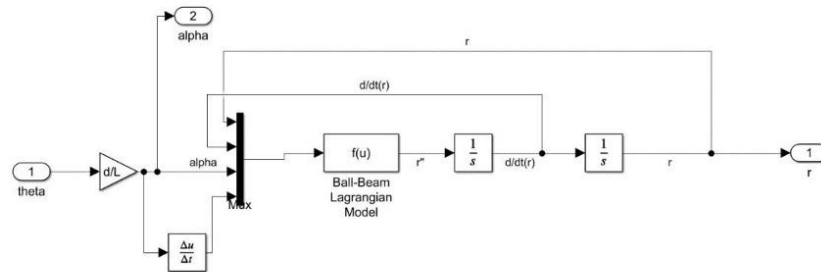 2
alpha
r
d/dt(r)
1
theta
d/L
alpha
Mux
f(u)
Ball-Beam
Lagrangian
Model
r"
1
s
d/dt(r)
1
s
r
1
r
Δu
Δt